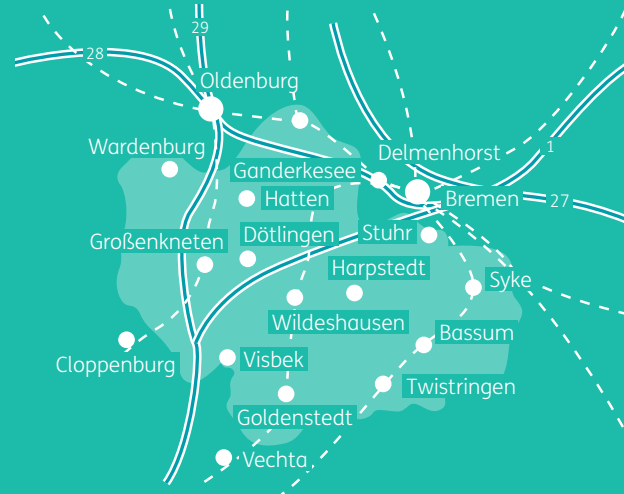 29
28
Oldenburg
Wardenburg
Delmenhorst
1
Ganderkesee
Hatten
Bremen
27
Großenkneten
Dötlingen
Stuhr
Harpstedt
Syke
Wildeshausen
Bassum
Cloppenburg
Visbek
Twistringen
Goldenstedt
Vechta